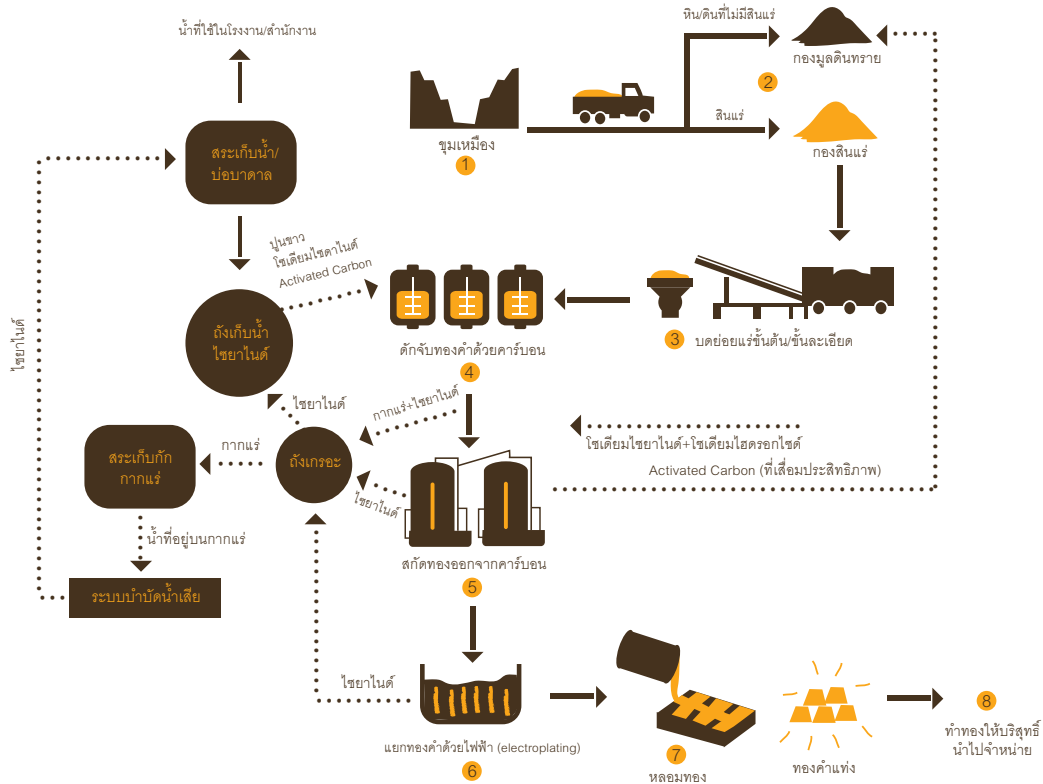 น้ำที่ใช้ในโรงงาน/สำนักงาน
หิน/ดินที่ไม่มีสินแร่
กองมูลดินทราย
2
สินแร่
กองสินแร่
ขุมเหมือง
1
สระเก็บน้ำ/
บ่อบาดาล
ปูนขาว
โซเดียมไซดาไนด์
Activated Carbon
ไซยาไนด์
ถังเก็บน้ำ
ไซยาไนด์
ดักจับทองคำด้วยคาร์บอน
4
3
บดย่อยแร่ขั้นต้น/ขั้นละเอียด
ไซยาไนด์
กากแร่+ไซยาไนด์
สระเก็บกัก
กากแร่
กากแร่
ถังเกรอะ
ไซยาไนด์
โซเดียมไซยาไนด์+โซเดียมไฮดรอกไซด์
Activated Carbon (ที่เสื่อมประสิทธิภาพ)
น้ำที่อยู่บนกากแร่
สกัดทองออกจากคาร์บอน
5
ระบบบำบัดน้ำเสีย
ไซยาไนด์
แยกทองคำด้วยไฟฟ้า (electroplating)
6
7
หลอมทอง
ทองคำแท่ง
8
ทำทองให้บริสุทธิ์
นำไปจำหน่าย